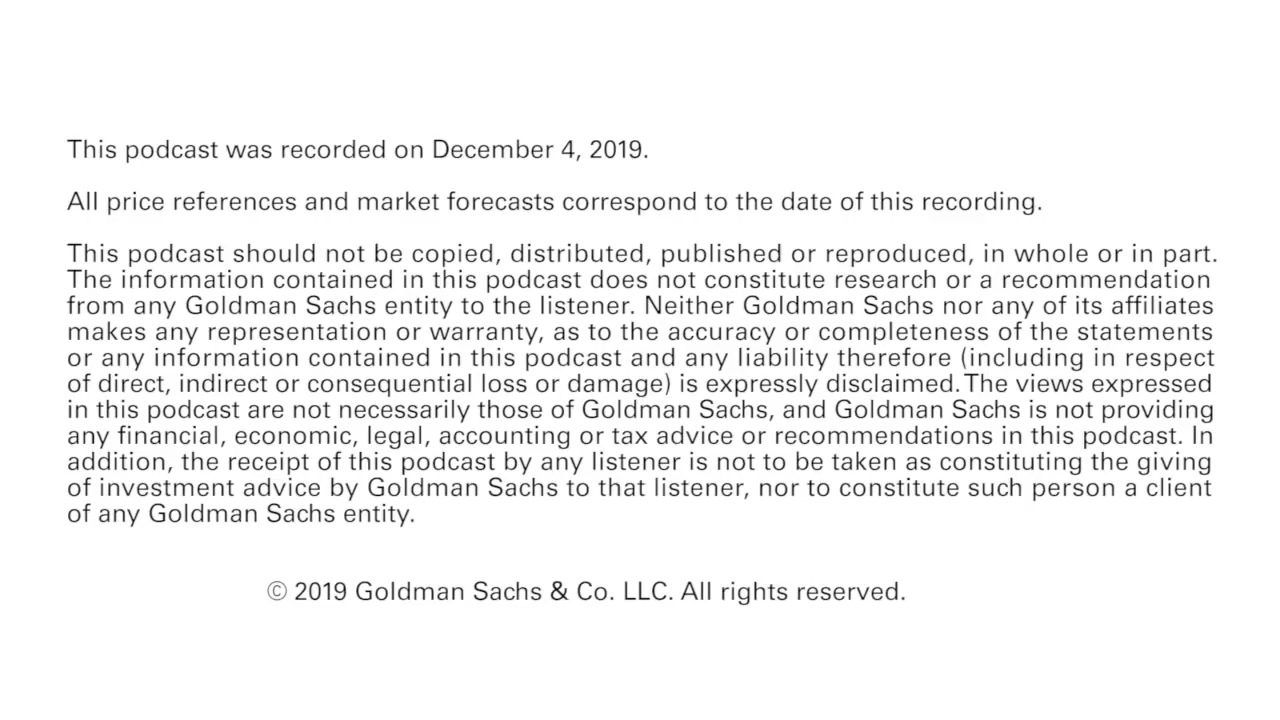 This podcast was recorded on December 4, 2019.
All price references and market forecasts correspond to the date of this recording.
This podcast should not be copied, distributed, published or reproduced, in whole or in part.
The information contained in this podcast does not constitute research or a recommendation
from any Goldman Sachs entity to the listener. Neither Goldman Sachs nor any of its affiliates
makes any representation or warranty, as to the accuracy or completeness of the statements
or any information contained in this podcast and any liability therefore (including in respect
of direct, indirect or consequential loss or damage) is expressly disclaimed. The views expressed
in this podcast are not necessarily those of Goldman Sachs, and Goldman Sachs is not providing
any financial, economic, legal, accounting or tax advice or recommendations in this podcast. In
addition, the receipt of this podcast by any listener is not to be taken as constituting the giving
of investment advice by Goldman Sachs to that listener, nor to constitute such person a client
of any Goldman Sachs entity.
© 2019 Goldman Sachs & Co. LLC. All rights reserved.